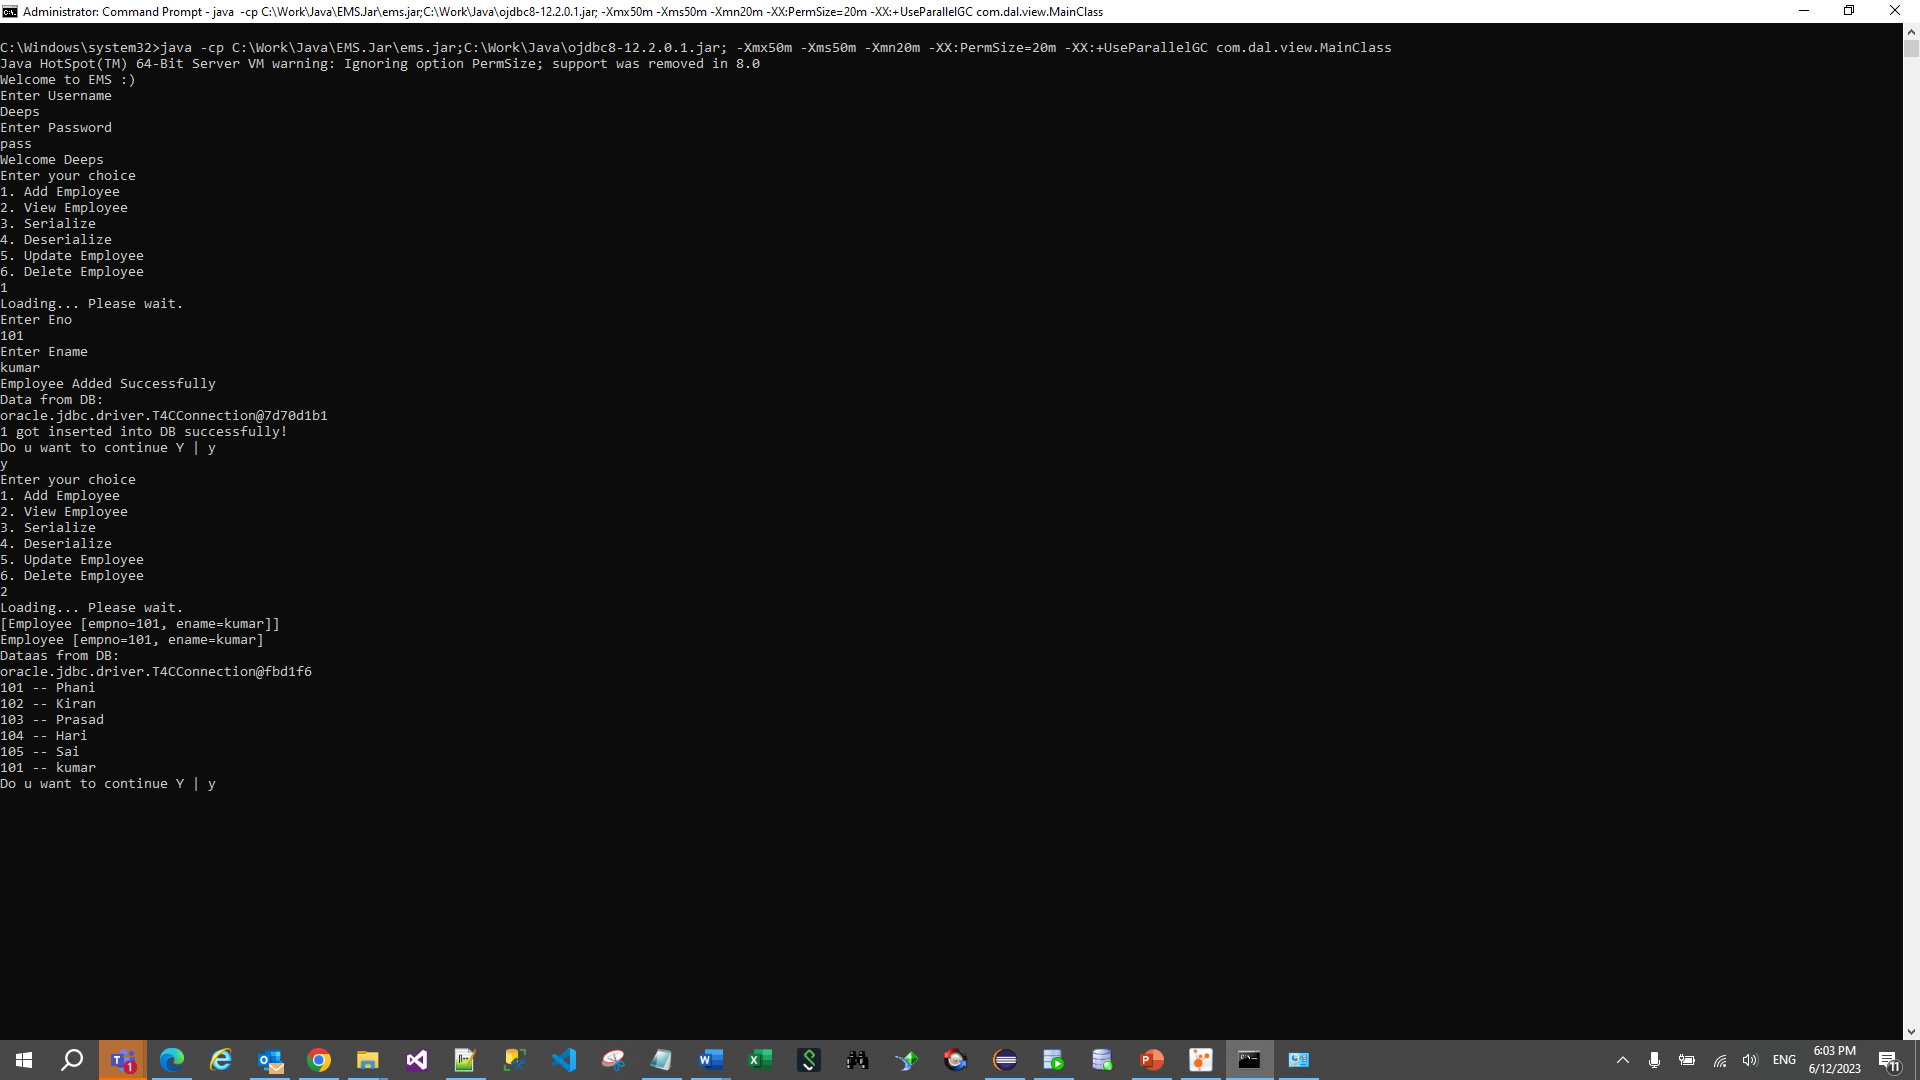 Administrator: Command Prompt - java -cp C:\Work\Java\EMS.Jar\ems.jar;C:\Work\Java\ojdbc8-12.2.0.1.jar; -Xmx50m -Xms50m -Xmn20m -XX:PermSize=20m -XX:+UseParallelGC com.dal.view.MainClass
C:\Windows\system32>java -cp C:\Work\Java\EMS.Jar\ems.jar;C:\Work\Java\ojdbc8-12.2.0.1.jar; -Xmx50m -Xms50m -Xmn20m -XX:PermSize=20m -XX:+UseParallelGC com.dal.view.MainClass
Java HotSpot(TM) 64-Bit Server VM warning: Ignoring option PermSize; support was removed in 8.0
Welcome to EMS :)
Enter Username
Deeps
Enter Password
pass
Welcome Deeps
Enter your choice
1. Add Employee
2. View Employee
3. Serialize
4. Deserialize
5. Update Employee
6. Delete Employee
1
Loading... Please wait.
Enter Eno
101
Enter Ename
kumar
Employee Added Successfully
Data from DB:
oracle.jdbc.driver.T4CConnection@7d70d1b1
1 got inserted into DB successfully!
Do u want to continue Y | y
y
Enter your choice
1. Add Employee
2. View Employee
3. Serialize
4. Deserialize
5. Update Employee
6. Delete Employee
2
Loading... Please wait.
[Employee [empno=101, ename=kumar]]
Employee [empno=101, ename=kumar]
Dataas from DB:
oracle.jdbc.driver.T4CConnection@fbd1f6
101 -- Phani
102 -- Kiran
103 -- Prasad
104 -- Hari
105 -- Sai
101 -- kumar
Do u want to continue Y | y
ENG
6:03 PM
6/12/2023
11